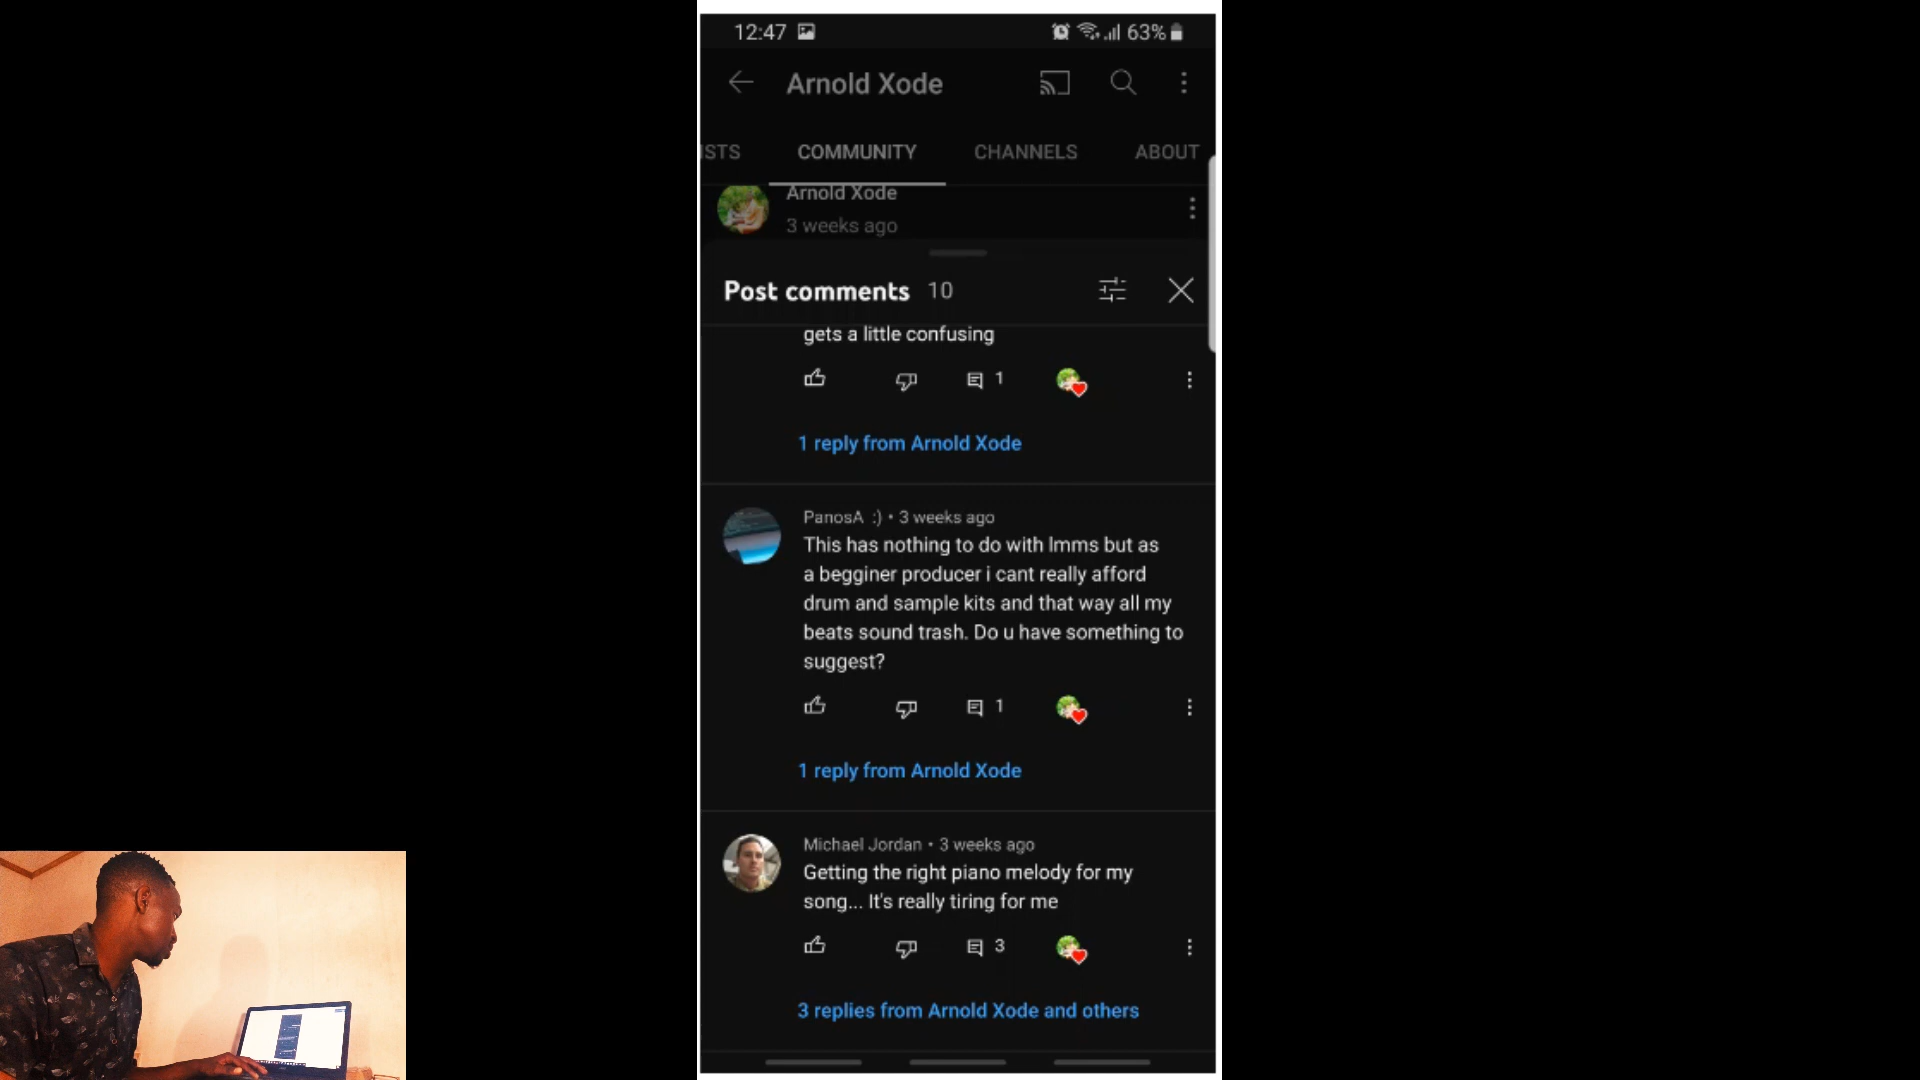 12:47
63%
Arnold Xode
ISTS
COMMUNITY
CHANNELS
ABOUT
Arnold Xode
3 weeks ago
Post comments 10
gets a little confusing
1
1 reply from Arnold Xode
PanosA :) • 3 weeks ago
This has nothing to do with lmms but as
a begginer producer i cant really afford
drum and sample kits and that way all my
beats sound trash. Do u have something to
suggest?
1
1 reply from Arnold Xode
Michael Jordan • 3 weeks ago
Getting the right piano melody for my
song... It's really tiring for me
3
3 replies from Arnold Xode and others